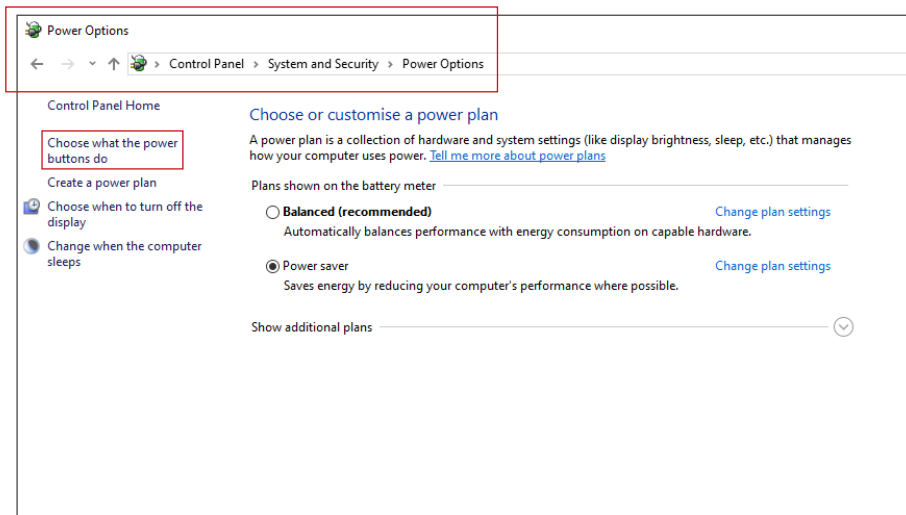 Power Options
Control Panel > System and Security > Power Options
Control Panel Home
Choose what the power
buttons do
Create a power plan
Choose when to turn off the
display
Change when the computer
sleeps
Choose or customise a power plan
A power plan is a collection of hardware and system settings (like display brightness, sleep, etc.) that manages
how your computer uses power. Tell me more about power plans
Plans shown on the battery meter
Balanced (recommended) Change plan settings
Automatically balances performance with energy consumption on capable hardware.
Power saver Change plan settings
Saves energy by reducing your computer's performance where possible.
Show additional plans